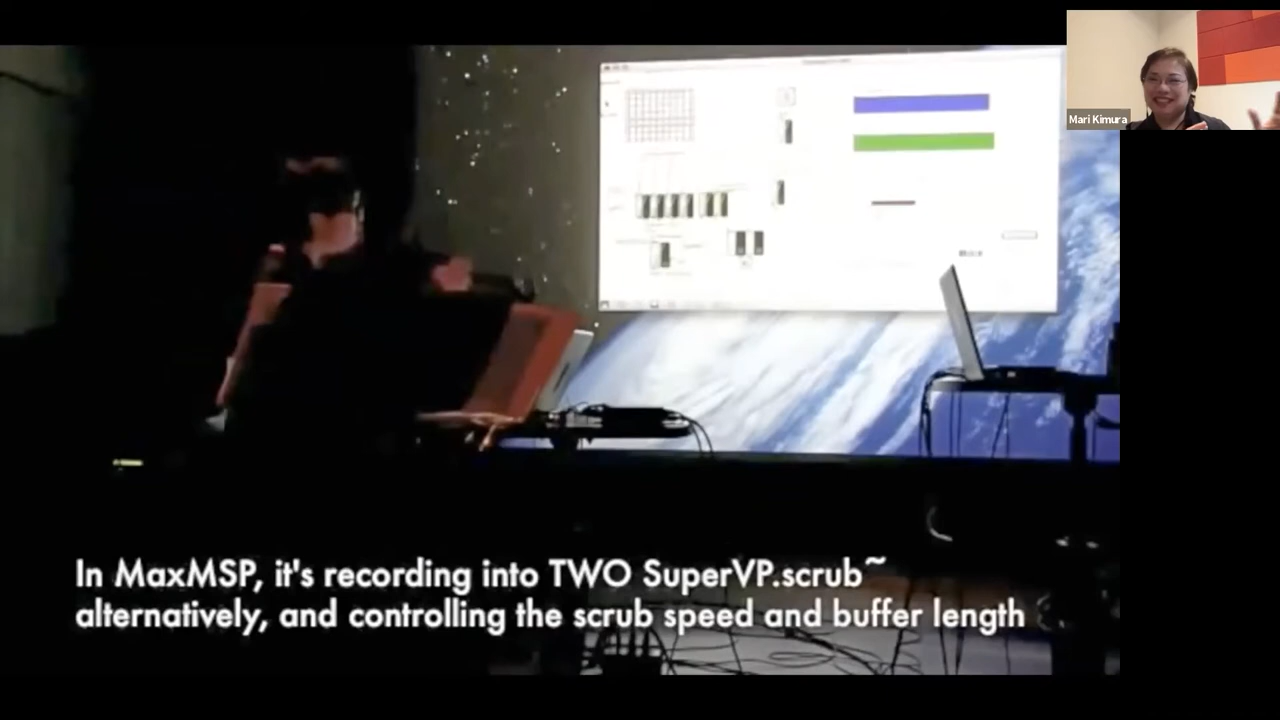 Mari Kimura
In MaxMSP, it's recording into TWO SuperVP.scrub~
alternatively, and controlling the scrub speed and buffer length